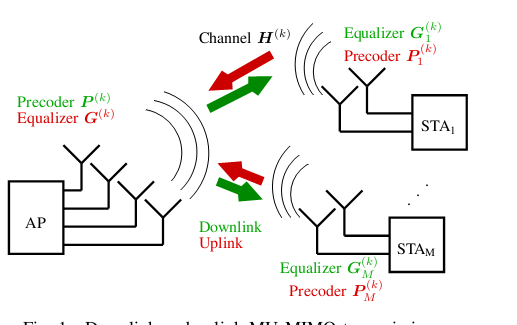 Channel H^(k)
Equalizer G_1^(k)
Precoder P_1^(k)
Precoder P^(k)
Equalizer G^(k)
STA_1
AP
Downlink
Uplink
STA_M
Equalizer G_M^(k)
Precoder P_M^(k)